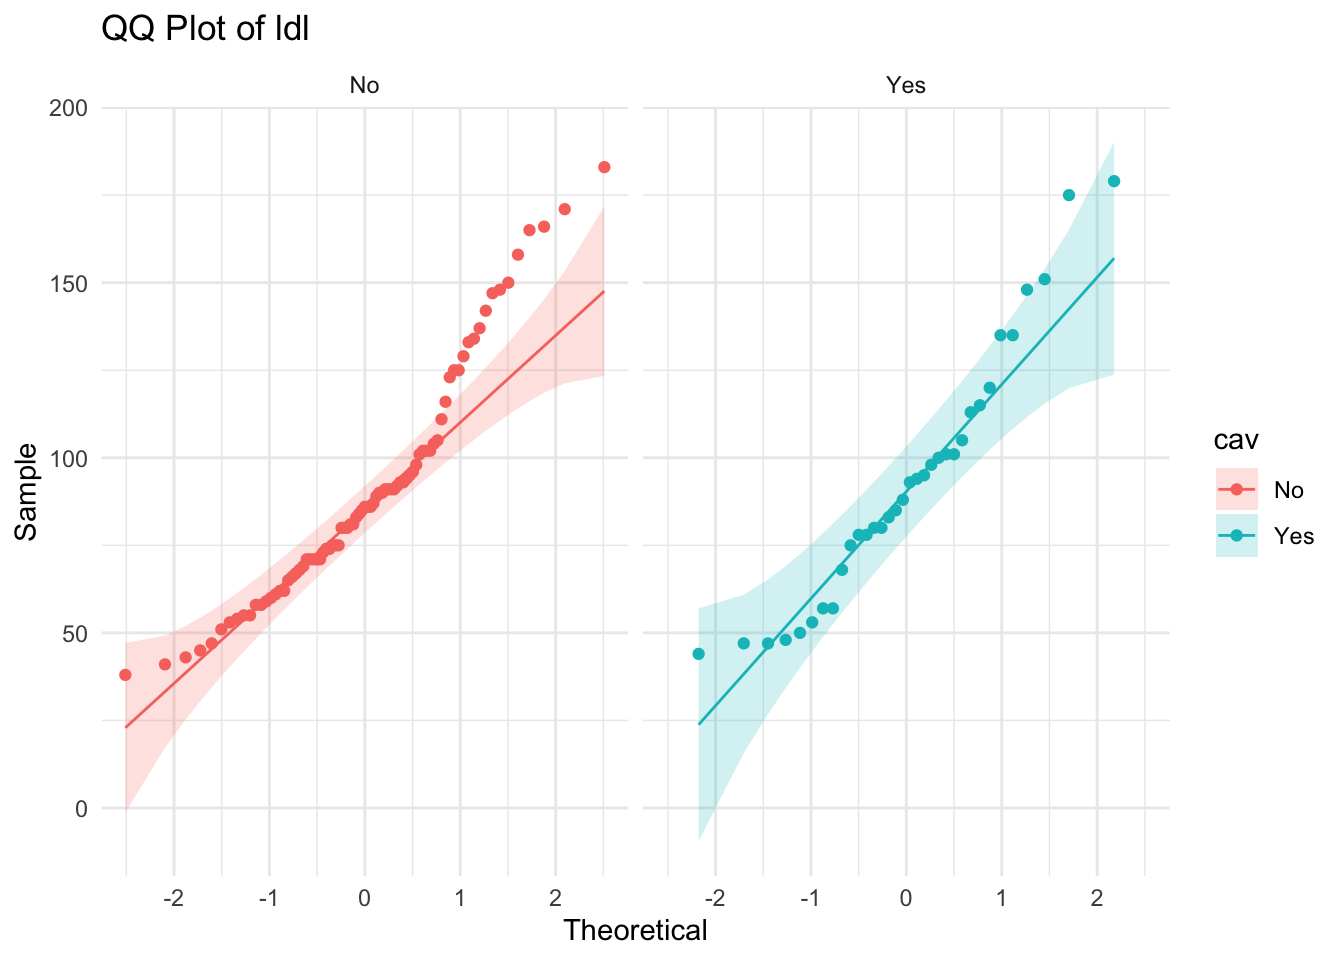 QQ Plot of ldl
No
Yes
200
150
100
50
0
Sample
-2 -1 0 1 2
-2 -1 0 1 2
Theoretical
cav
No
Yes